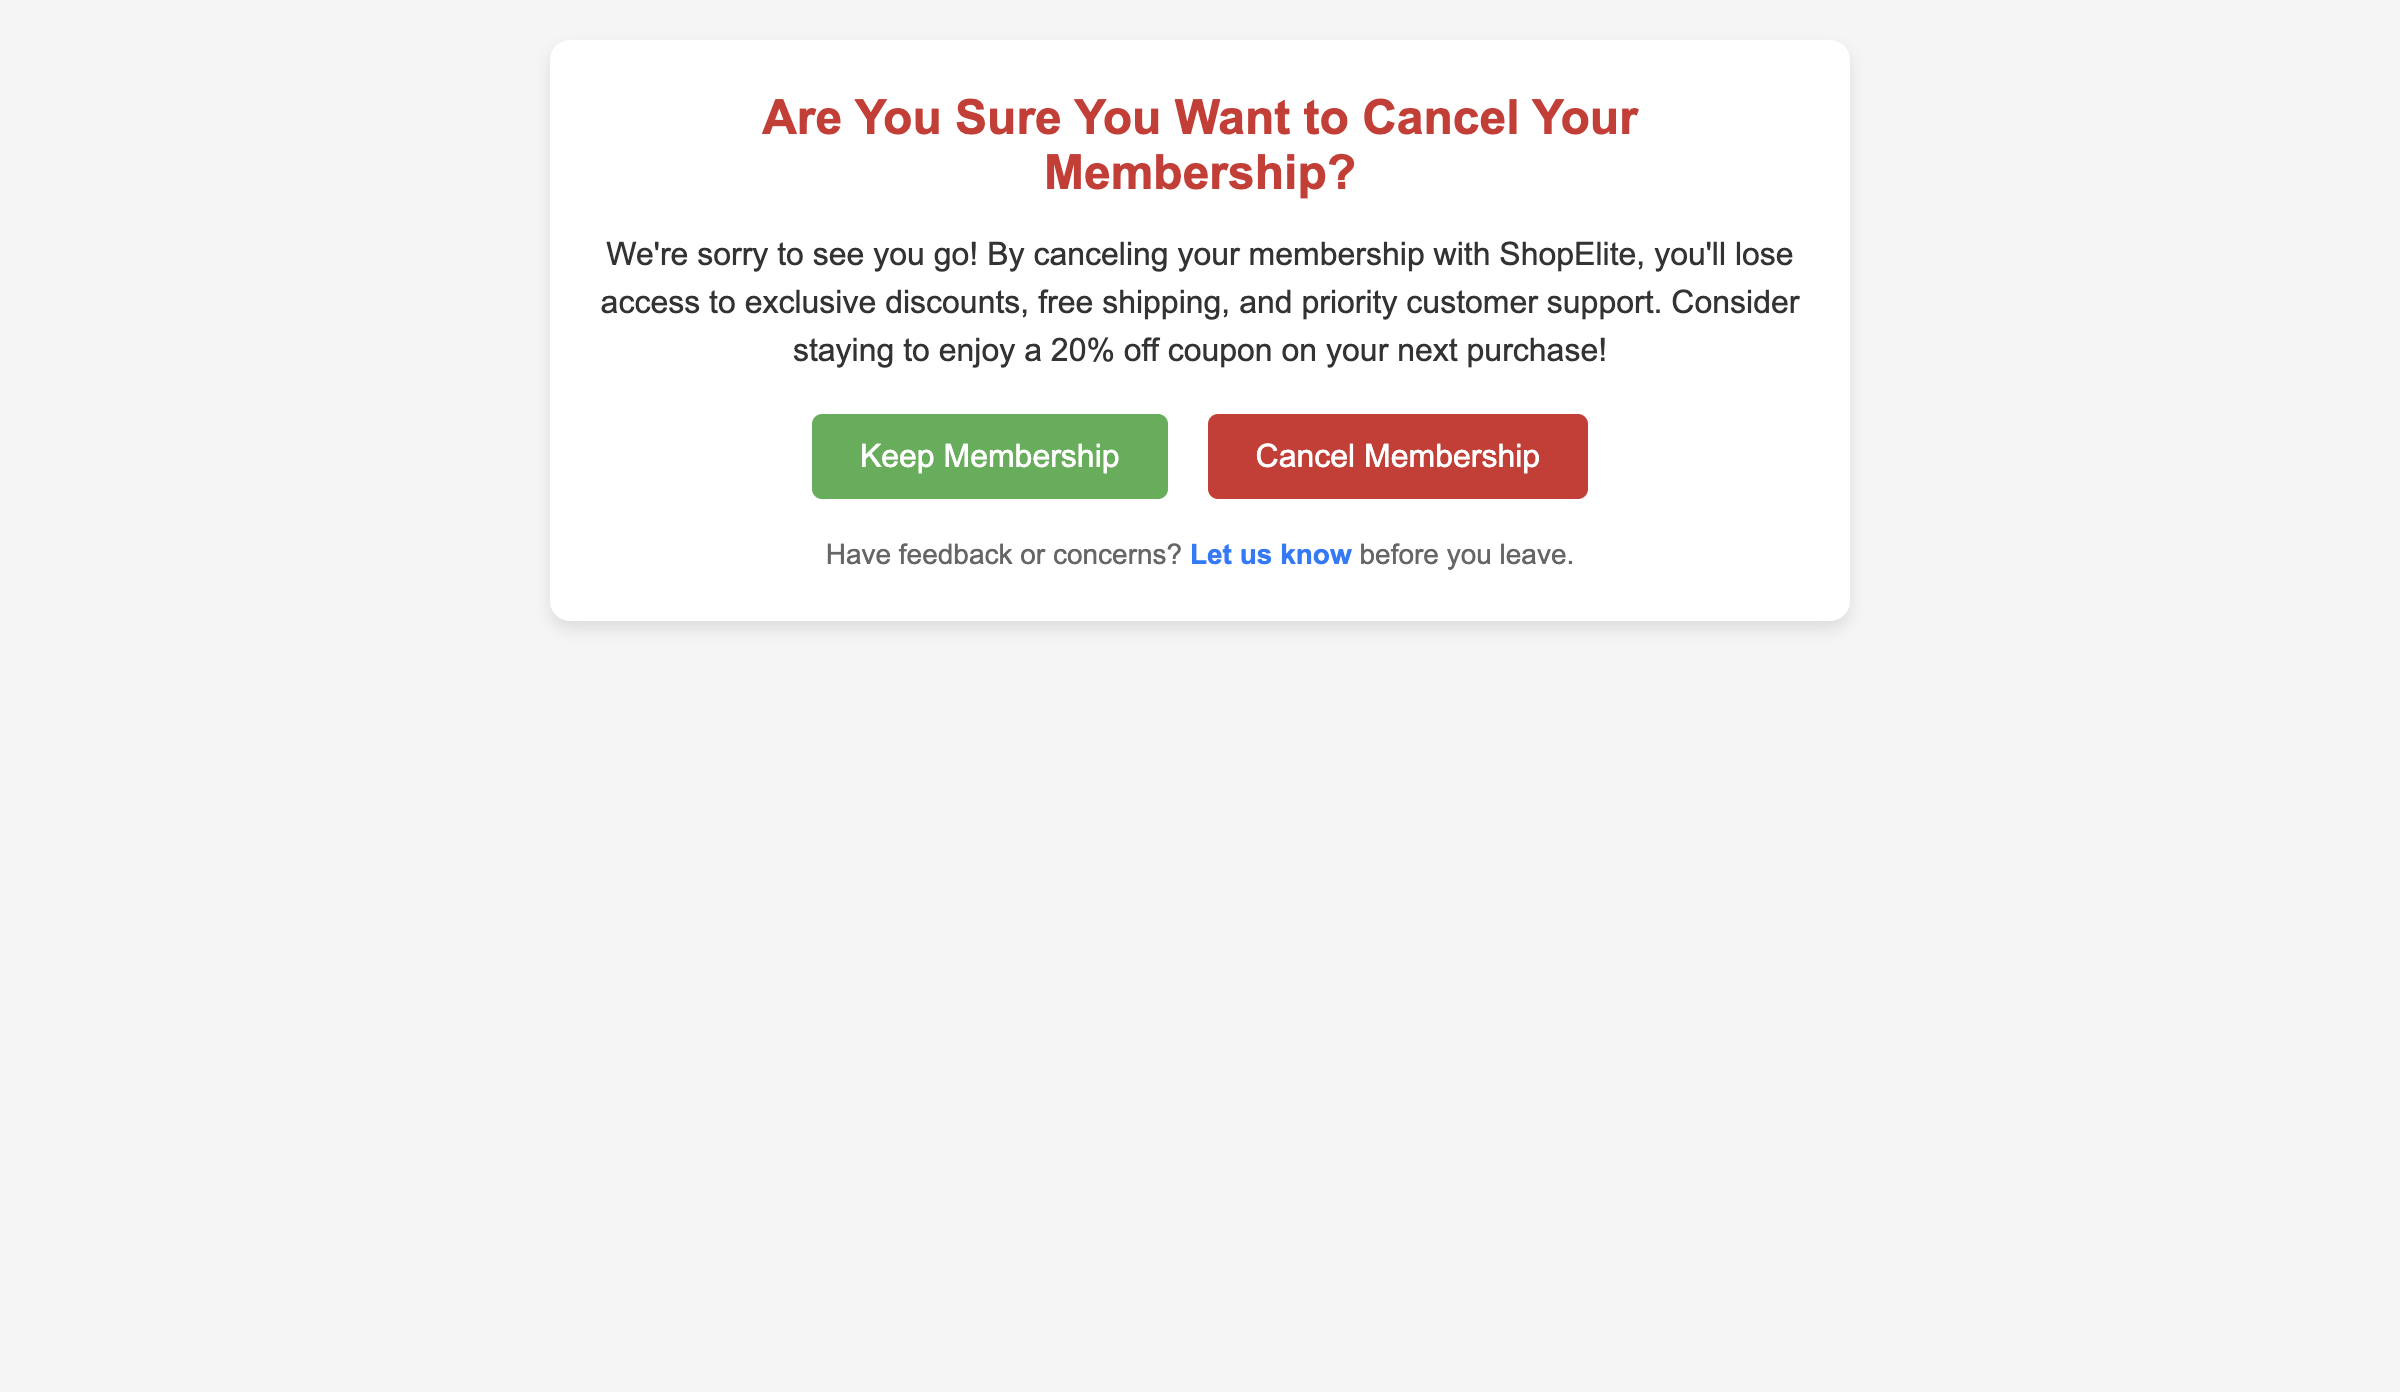 Are You Sure You Want to Cancel Your
Membership?
We're sorry to see you go! By canceling your membership with ShopElite, you'll lose
access to exclusive discounts, free shipping, and priority customer support. Consider
staying to enjoy a 20% off coupon on your next purchase!
Keep Membership
Cancel Membership
Have feedback or concerns? Let us know before you leave.